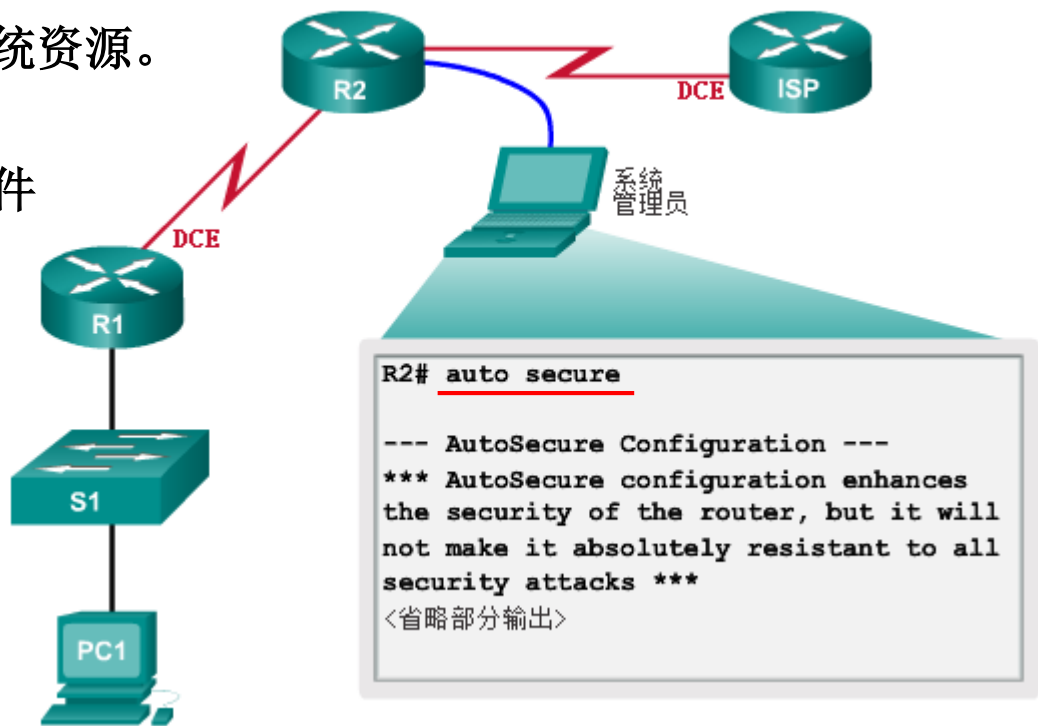 统资源。
R2
DCE
ISP
件
系统
管理员
DCE
R1
R2# auto secure
--- AutoSecure Configuration ---
*** AutoSecure configuration enhances
the security of the router, but it will
not make it absolutely resistant to all
security attacks ***
<省略部分输出>
S1
PC1